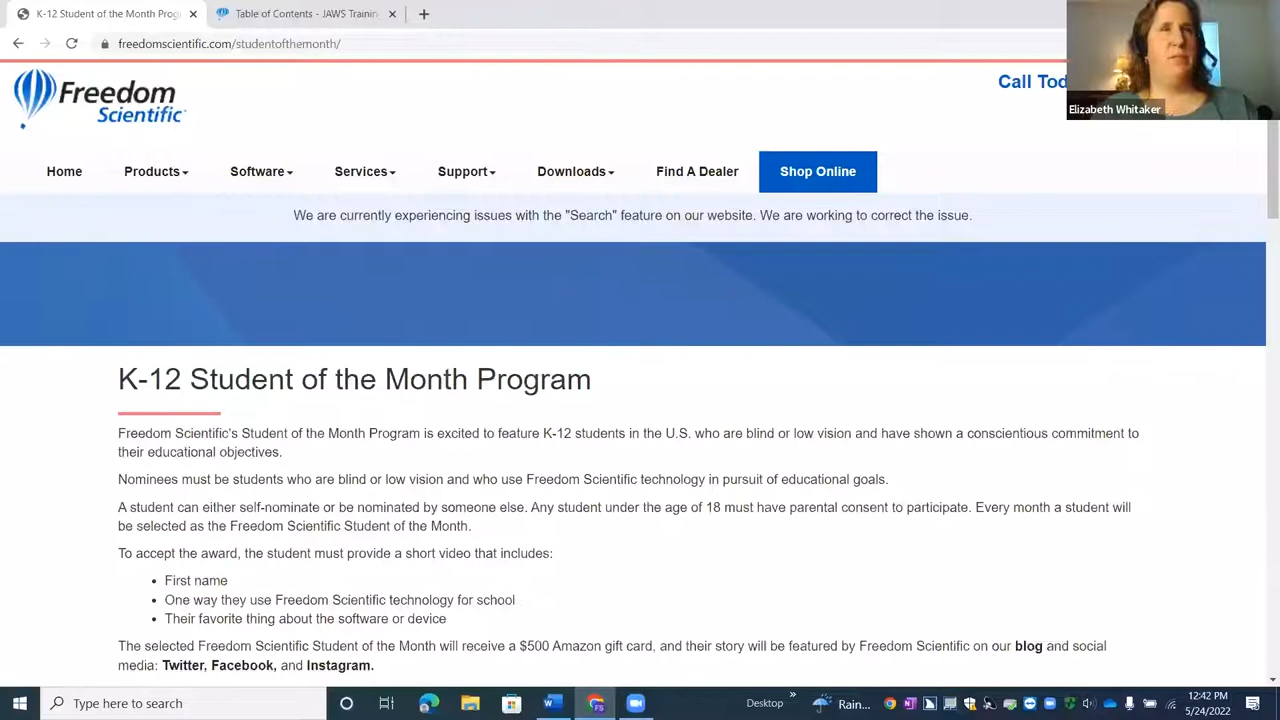 K-12 Student of the Month Prog
Table of Contents - JAWS Trainin
freedomscientific.com/studentofthemonth/
Freedom
Scientific
Call Tod
Elizabeth Whitaker
Home Products Software Services Support Downloads Find A Dealer Shop Online
We are currently experiencing issues with the "Search" feature on our website. We are working to correct the issue.
K-12 Student of the Month Program
Freedom Scientific's Student of the Month Program is excited to feature K-12 students in the U.S. who are blind or low vision and have shown a conscientious commitment to
their educational objectives.
Nominees must be students who are blind or low vision and who use Freedom Scientific technology in pursuit of educational goals.
A student can either self-nominate or be nominated by someone else. Any student under the age of 18 must have parental consent to participate. Every month a student will
be selected as the Freedom Scientific Student of the Month.
To accept the award, the student must provide a short video that includes:
• First name
• One way they use Freedom Scientific technology for school
• Their favorite thing about the software or device
The selected Freedom Scientific Student of the Month will receive a $500 Amazon gift card, and their story will be featured by Freedom Scientific on our blog and social
media: Twitter, Facebook, and Instagram.
Type here to search
Desktop
Rain...
12:42 PM
5/24/2022